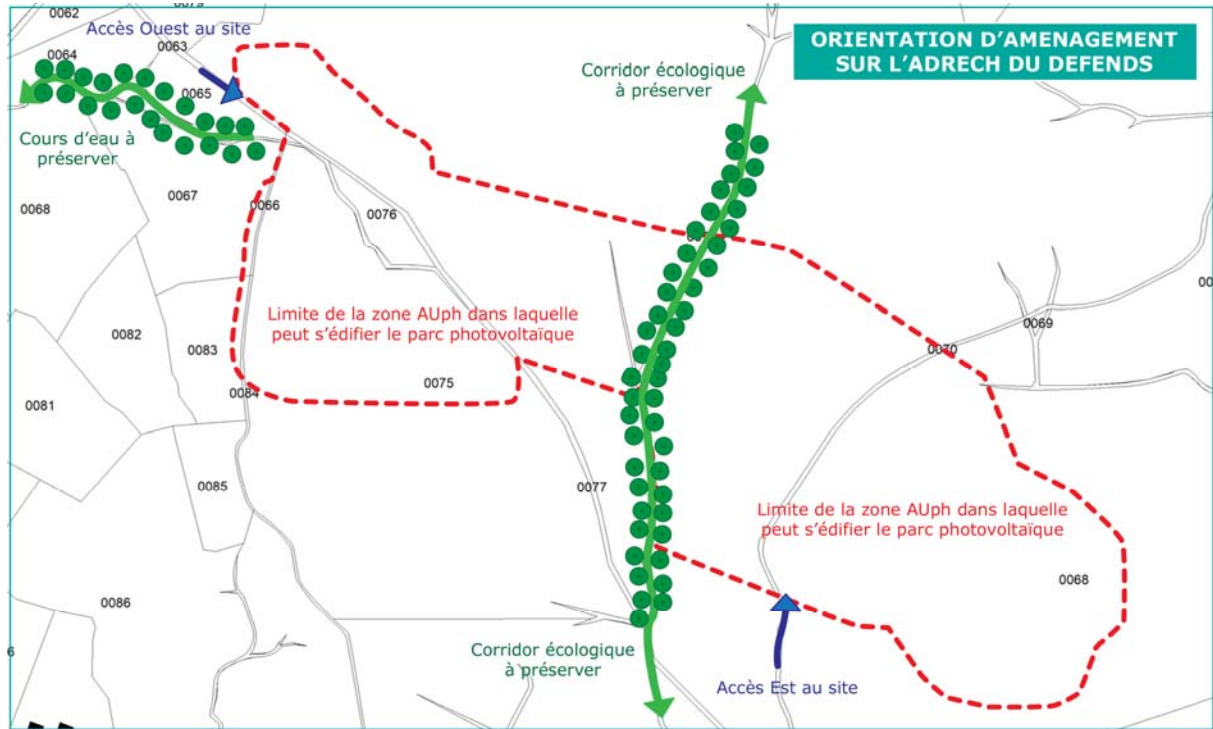 0062
0079
Accès Ouest au site
ORIENTATION D'AMENAGEMENT
SUR L'ADRECH DU DEFENDS
0064
0063
Corridor écologique
à préserver
0065
Cours d'eau à
préserver
0067
0068
0066
0076
Limite de la zone AUph dans laquelle
peut s'édifier le parc photovoltaïque
0069
0082
0083
0070
0075
0084
0081
0085
0077
Limite de la zone AUph dans laquelle
peut s'édifier le parc photovoltaïque
0068
0086
Corridor écologique
à préserver
Accès Est au site